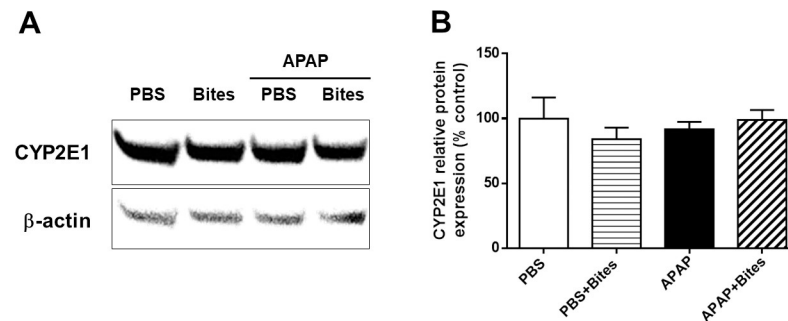 A
APAP
PBS Bites PBS Bites
CYP2E1
β-actin
B
CYP2E1 relative protein
expression (% control)
150
100
50
0
PBS
PBS+Bites
APAP
APAP+Bites